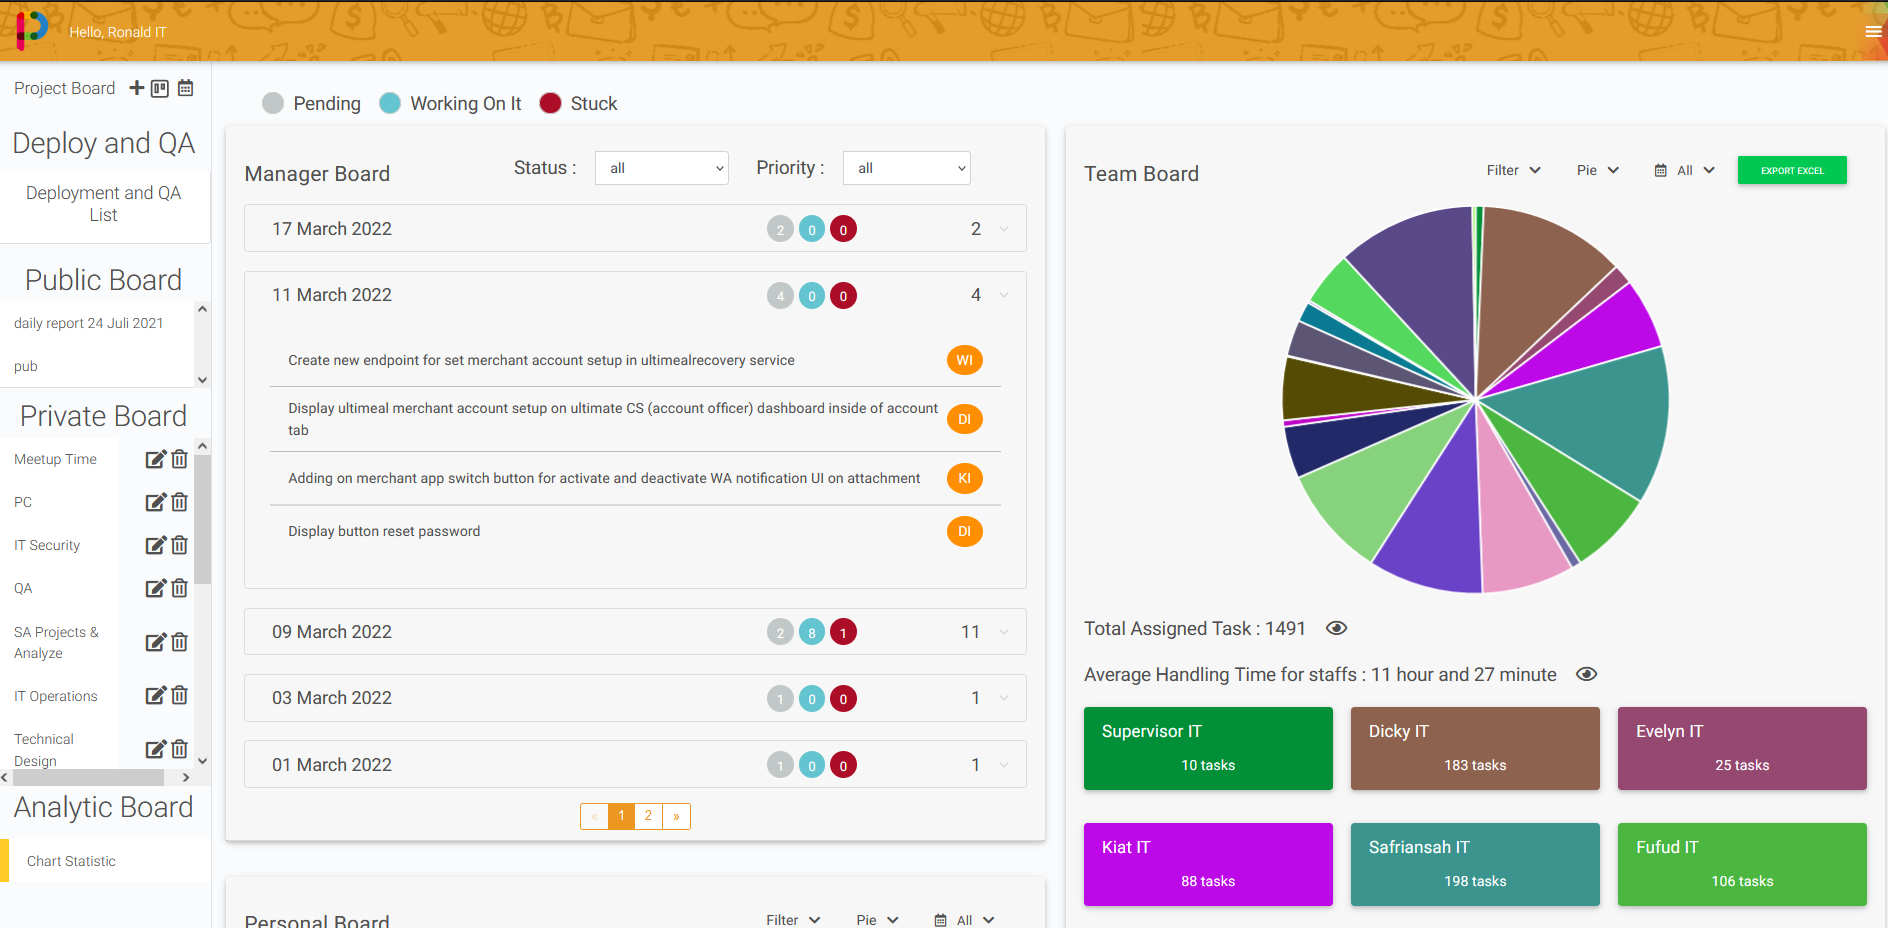 Hello, Ronald IT
Project Board
Deploy and QA
Deployment and QA
List
Public Board
daily report 24 Juli 2021
pub
Private Board
Meetup Time
PC
IT Security
QA
SA Projects &
Analyze
IT Operations
Technical
Design
Analytic Board
Chart Statistic
Pending Working On It Stuck
Manager Board Status : all Priority : all
17 March 2022 2 0 0 2
11 March 2022 4 0 0 4
Create new endpoint for set merchant account setup in ultimealrecovery service WI
Display ultimeal merchant account setup on ultimate CS (account officer) dashboard inside of account
tab DI
Adding on merchant app switch button for activate and deactivate WA notification UI on attachment KI
Display button reset password DI
09 March 2022 2 8 1 11
03 March 2022 1 0 0 1
01 March 2022 1 0 0 1
« 1 2 »
Personal Board Filter Pie All
Team Board Filter Pie All EXPORT EXCEL
Total Assigned Task : 1491
Average Handling Time for staffs : 11 hour and 27 minute
Supervisor IT
10 tasks
Dicky IT
183 tasks
Evelyn IT
25 tasks
Kiat IT
88 tasks
Safriansah IT
198 tasks
Fufud IT
106 tasks